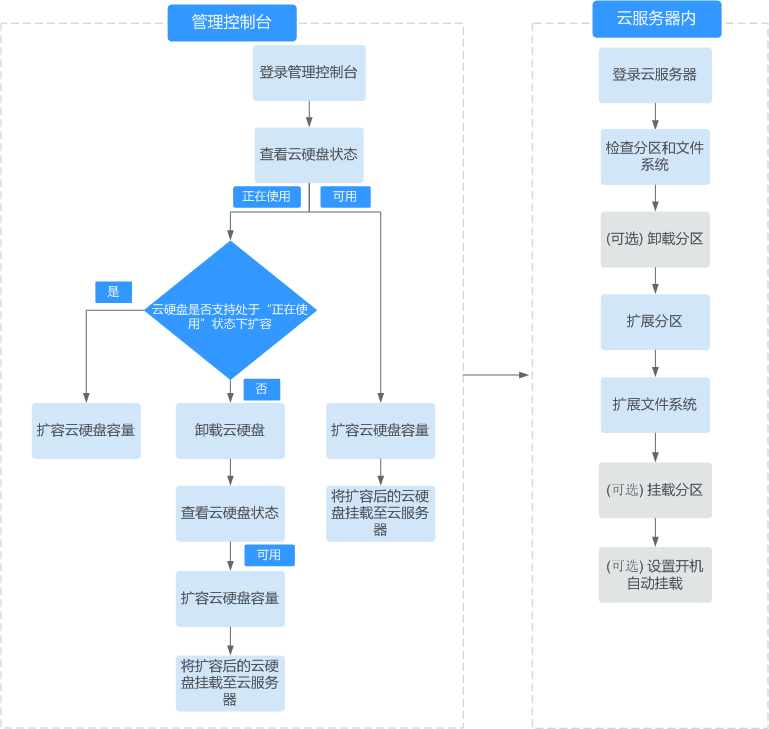 管理控制台
登录管理控制台
查看云硬盘状态
正在使用
可用
是
云硬盘是否支持处于“正在使
用”状态下扩容
否
扩容云硬盘容量
卸载云硬盘
扩容云硬盘容量
查看云硬盘状态
将扩容后的云硬
盘挂载至云服务
器
可用
扩容云硬盘容量
将扩容后的云硬
盘挂载至云服务
器
云服务器内
登录云服务器
检查分区和文件
系统
(可选) 卸载分区
扩展分区
扩展文件系统
(可选) 挂载分区
(可选) 设置开机
自动挂载